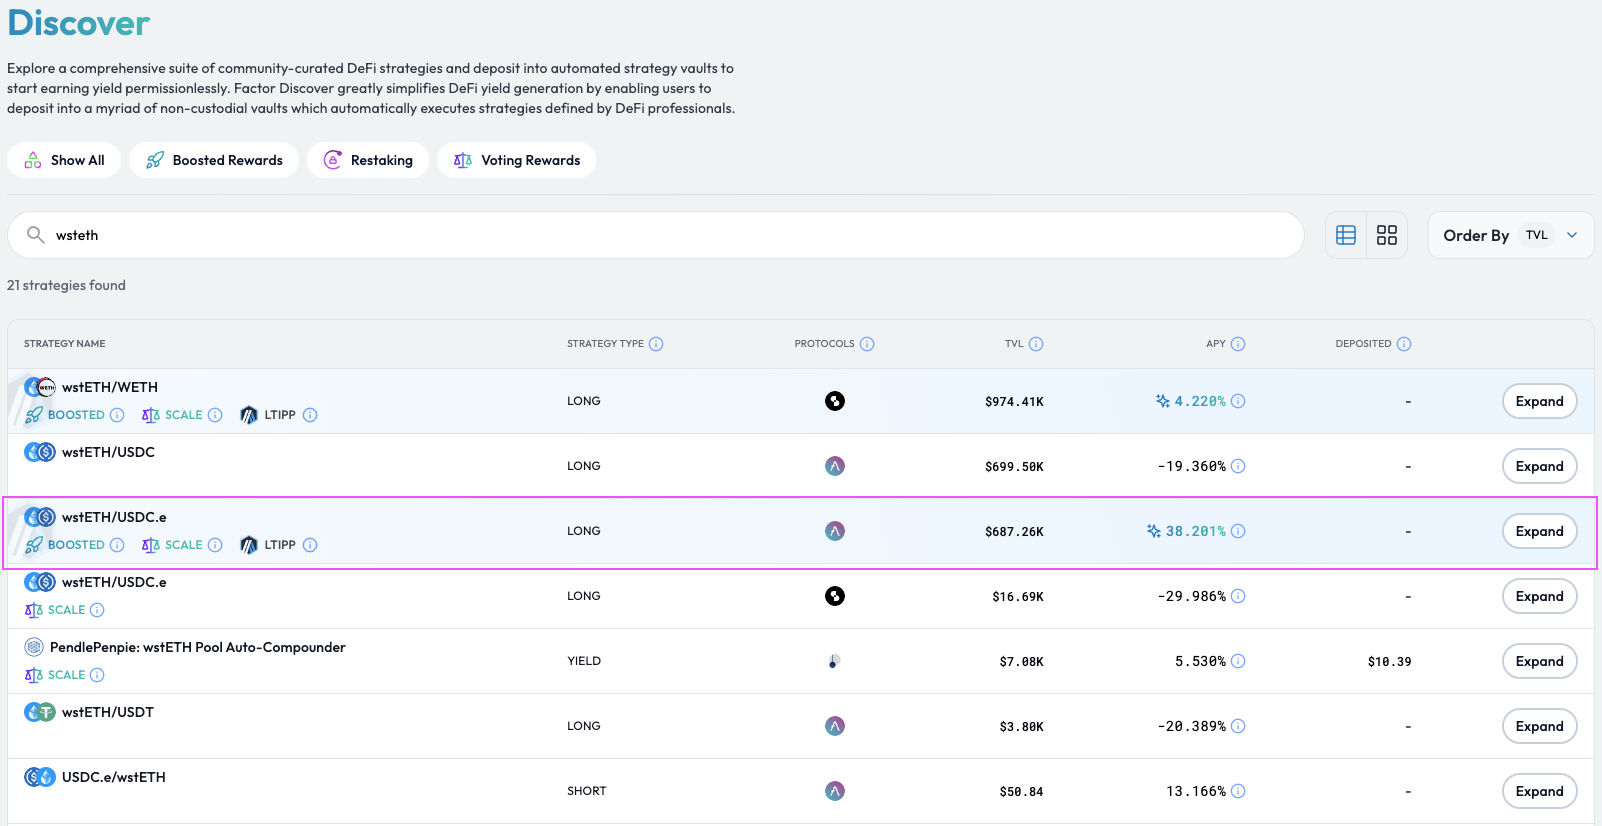 Discover
Explore a comprehensive suite of community-curated DeFi strategies and deposit into automated strategy vaults to
start earning yield permissionlessly. Factor Discover greatly simplifies DeFi yield generation by enabling users to
deposit into a myriad of non-custodial vaults which automatically executes strategies defined by DeFi professionals.
Show All Boosted Rewards Restaking Voting Rewards
wsteth
Order By TVL
21 strategies found
STRATEGY NAME STRATEGY TYPE PROTOCOLS TVL APY DEPOSITED
WETH wstETH/WETH
BOOSTED SCALE LTIPP LONG $974.41K 4.220% - Expand
wstETH/USDC
LONG $699.50K -19.360% - Expand
wstETH/USDC.e
BOOSTED SCALE LTIPP LONG $687.26K 38.201% - Expand
wstETH/USDC.e
SCALE LONG $16.69K -29.986% - Expand
PendlePenpie: wstETH Pool Auto-Compounder
SCALE YIELD $7.08K 5.530% $10.39 Expand
wstETH/USDT
LONG $3.80K -20.389% - Expand
USDC.e/wstETH
SHORT $50.84 13.166% - Expand